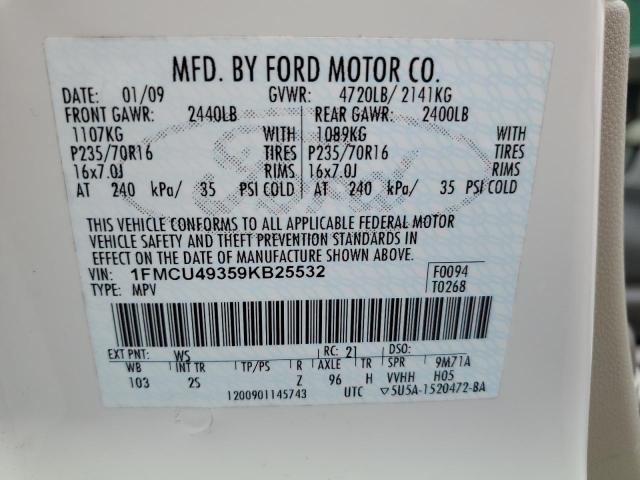 MFD. BY FORD MOTOR CO.
DATE: 01/09 GVWR: 4720LB/ 2141KG
FRONT GAWR: 2440LB REAR GAWR: 2400LB
1107KG WITH 1089KG WITH
P235/70R16 TIRES P235/70R16 TIRES
16x7.0J RIMS 16x7.0J RIMS
AT 240 kPa/ 35 PSI COLD AT 240 kPa/ 35 PSI COLD
Ford
THIS VEHICLE CONFORMS TO ALL APPLICABLE FEDERAL MOTOR
VEHICLE SAFETY AND THEFT PREVENTION STANDARDS IN
EFFECT ON THE DATE OF MANUFACTURE SHOWN ABOVE.
VIN: 1FMCU49359KB25532 F0094
TYPE: MPV T0268
EXT PNT: WS RC: 21 DSO:
WB INT TR TP/PS R AXLE TR SPR 9M71A
103 2S Z 96 H VVHH H05
1200901145743 UTC ▽5U5A-1520472-BA